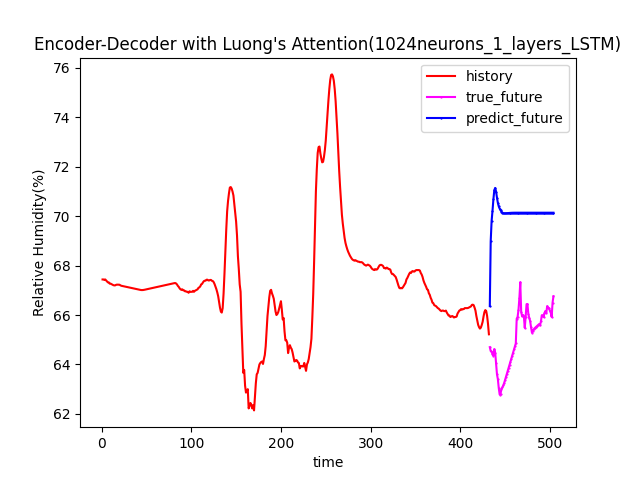 Encoder-Decoder with Luong's Attention(1024neurons_1_layers_LSTM)
history
true_future
predict_future
76
74
72
70
68
66
64
62
Relative Humidity(%)
0 100 200 300 400 500
time